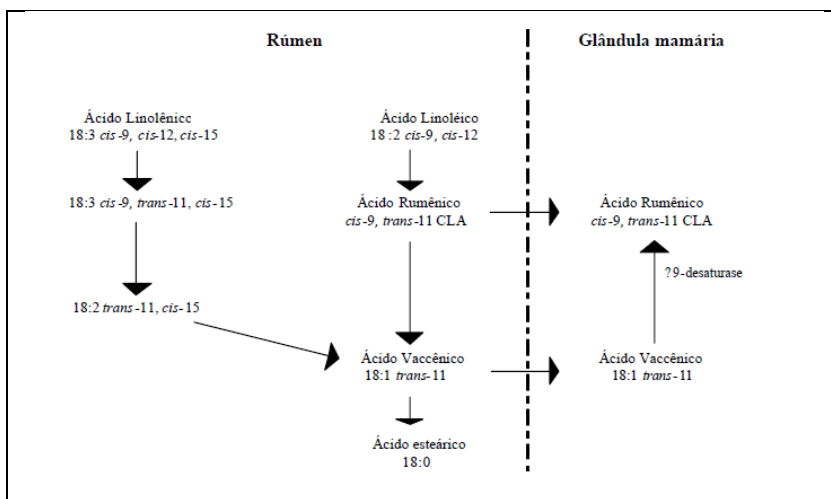 Rúmen
Glândula mamária
Ácido Linolênicc
18:3 cis-9, cis-12, cis-15
Ácido Linoléico
18:2 cis-9, cis-12
18:3 cis-9, trans-11, cis-15
Ácido Rumênico
cis-9, trans-11 CLA
Ácido Rumênico
cis-9, trans-11 CLA
?9-desaturase
18:2 trans-11, cis-15
Ácido Vaccênico
18:1 trans-11
Ácido Vaccênico
18:1 trans-11
Ácido esteárico
18:0